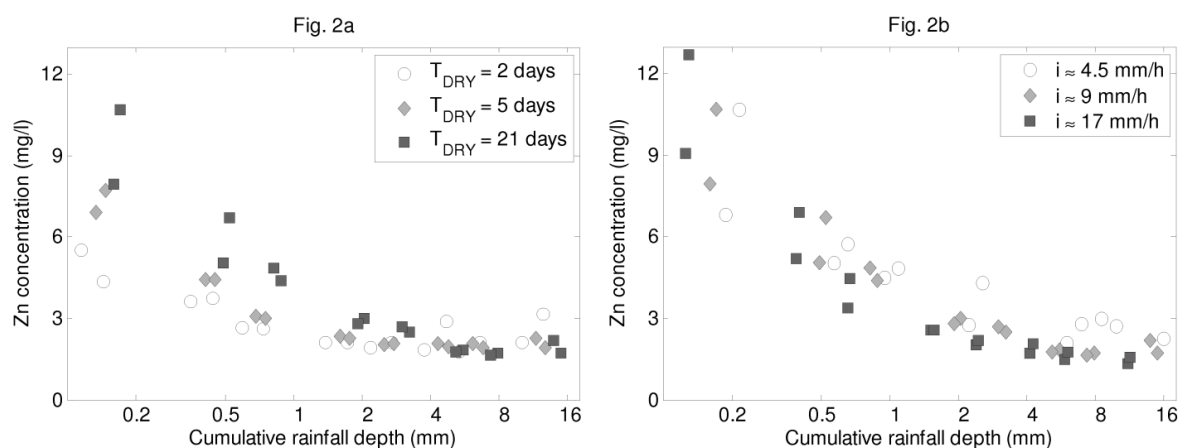 Fig. 2a
Zn concentration (mg/l)
12
9
6
3
0
0.2 0.5 1 2 4 8 16
Cumulative rainfall depth (mm)
T_DRY = 2 days
T_DRY = 5 days
T_DRY = 21 days
Fig. 2b
Zn concentration (mg/l)
12
9
6
3
0
0.2 0.5 1 2 4 8 16
Cumulative rainfall depth (mm)
i ≈ 4.5 mm/h
i ≈ 9 mm/h
i ≈ 17 mm/h